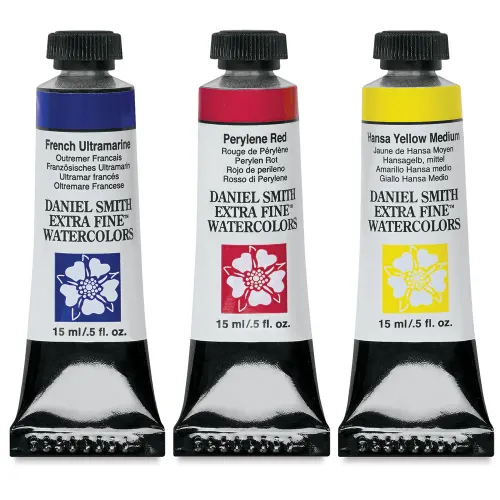 French Ultramarine
Outremer Francais
Französisches Ultramarin
Ultramar francés
Oltremare Francese
DANIEL SMITH
EXTRA FINE™
WATERCOLORS
15 ml/.5 fl. oz.
Perylene Red
Rouge de Pérylène
Perylen Rot
Rojo de perileno
Rosso di Perylene
DANIEL SMITH
EXTRA FINE™
WATERCOLORS
15 ml/.5 fl. oz.
Hansa Yellow Medium
Jaune de Hansa Moyen
Hansagelb, mittel
Amarillo Hansa medio
Giallo Hansa Medio
DANIEL SMITH
EXTRA FINE™
WATERCOLORS
15 ml/.5 fl. oz.